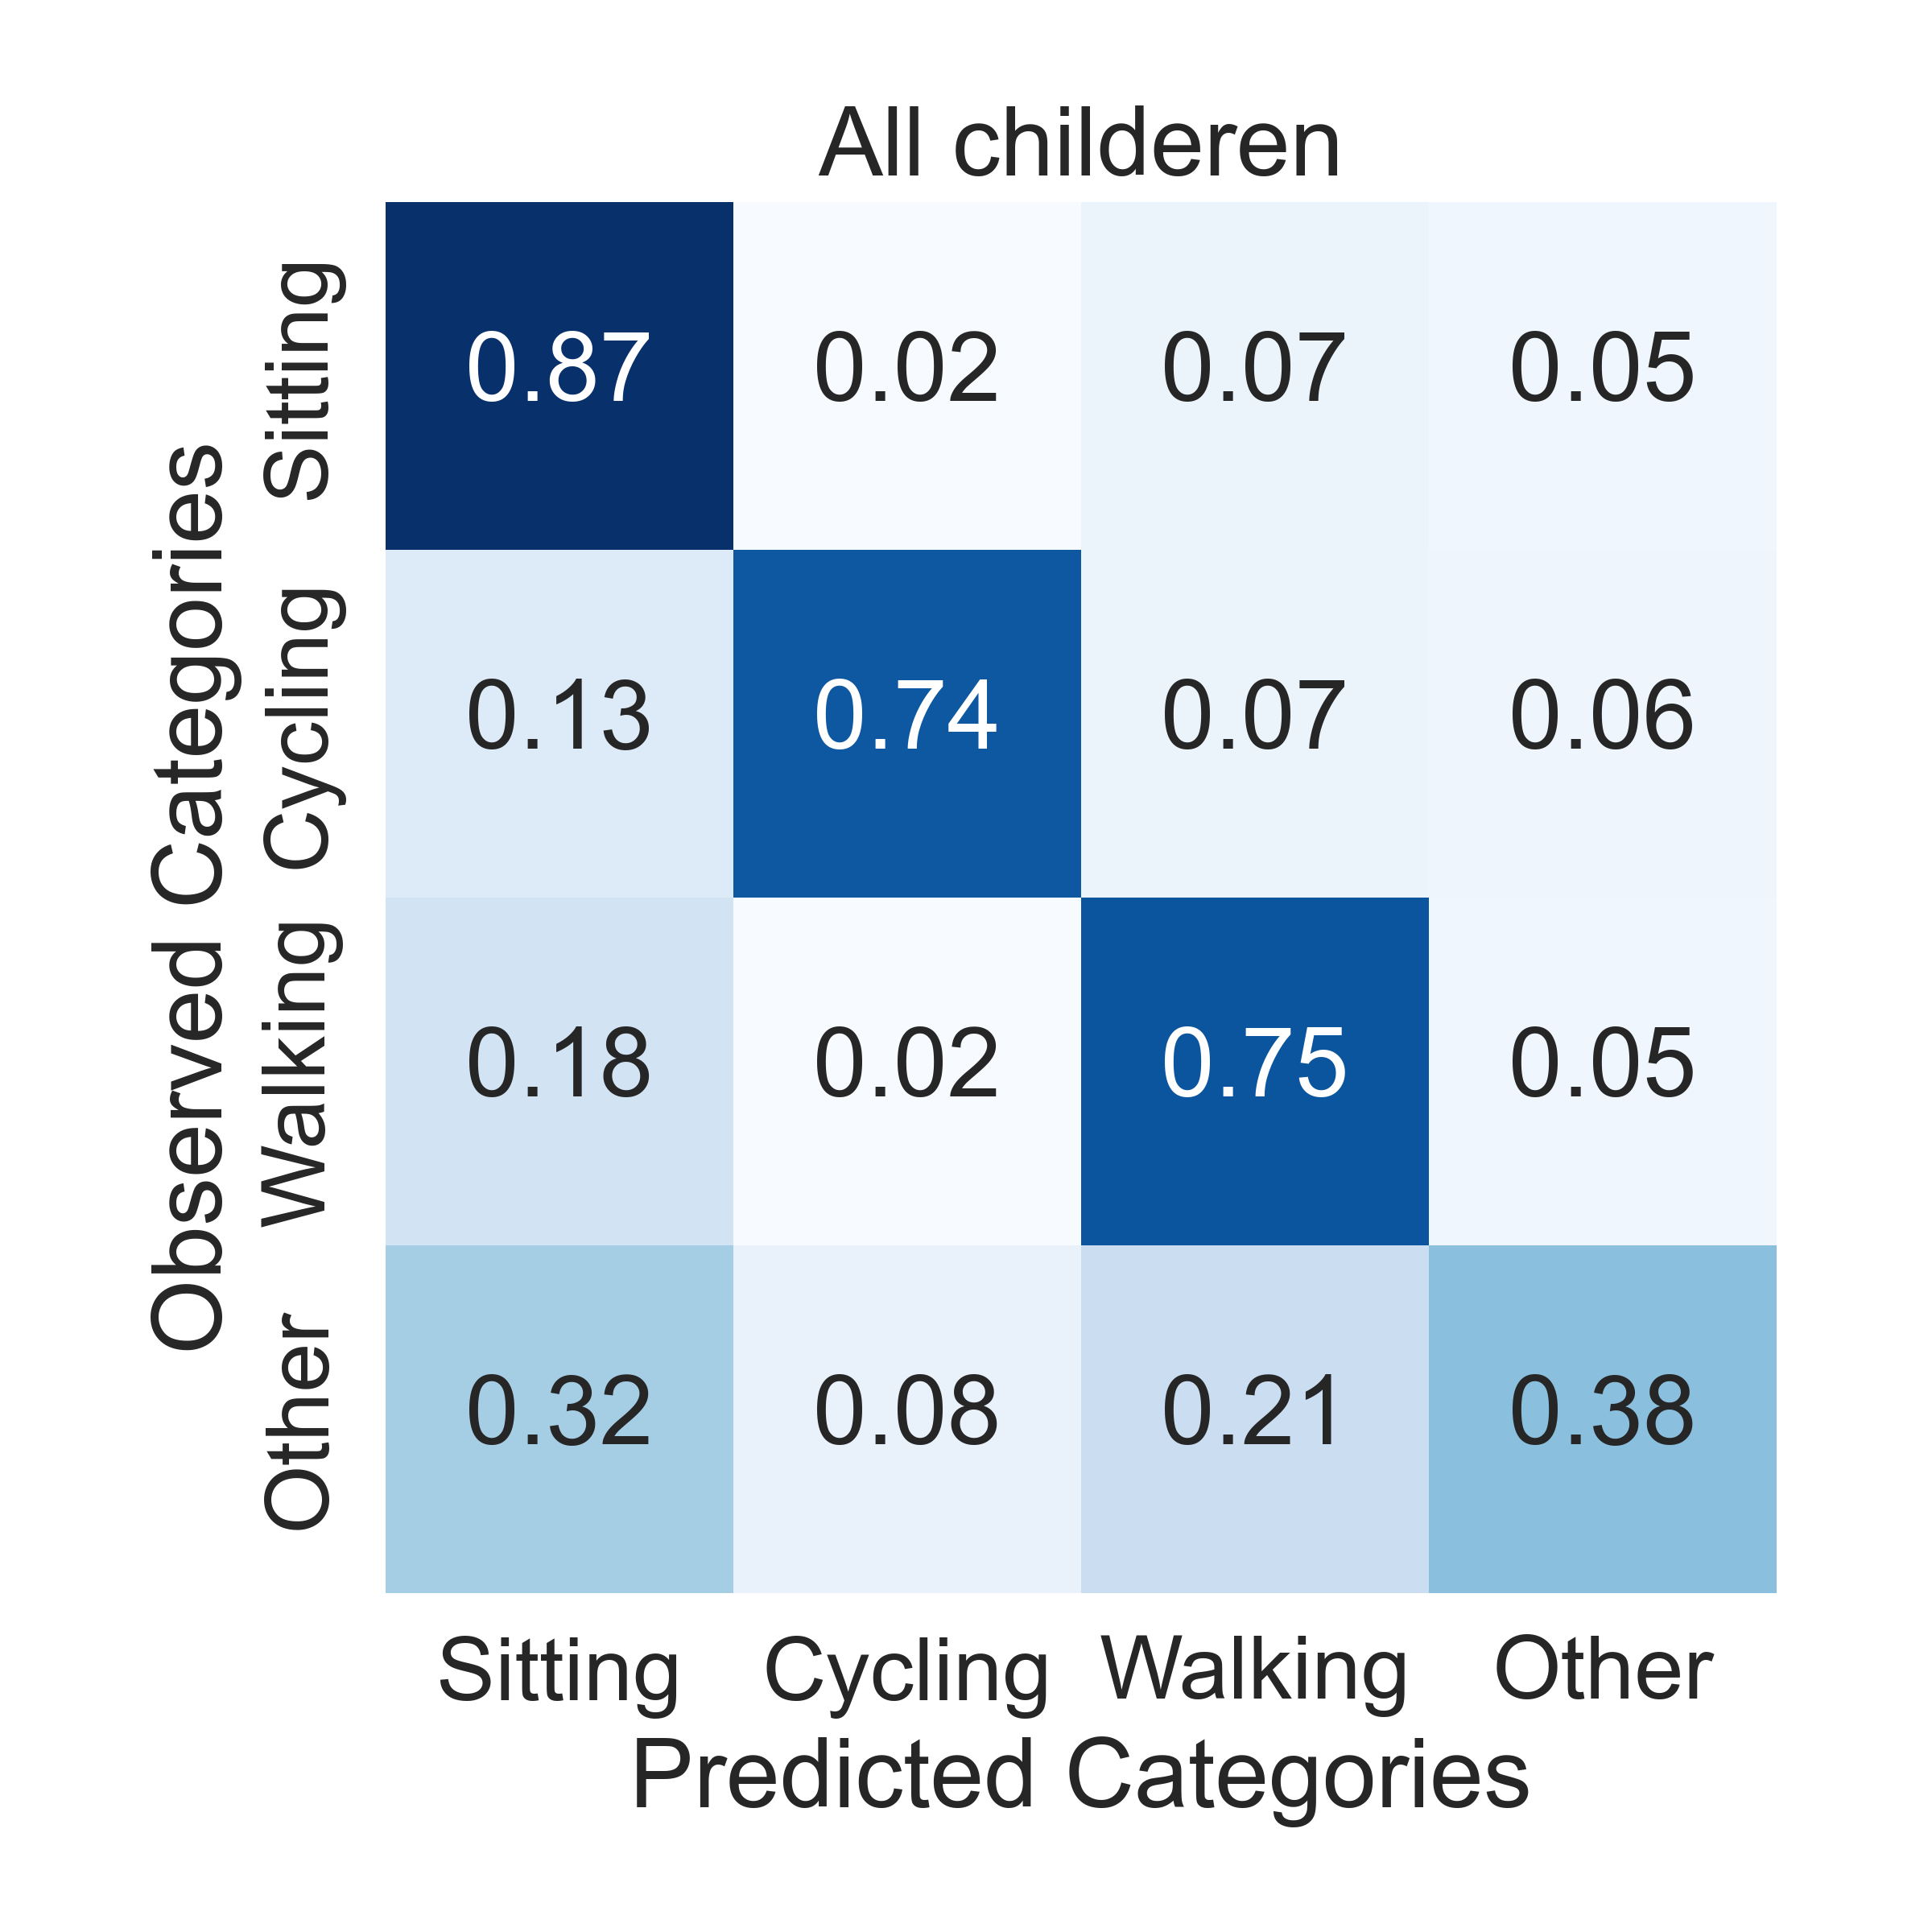 All childeren
Observed Categories
Sitting 0.87 0.02 0.07 0.05
Cycling 0.13 0.74 0.07 0.06
Walking 0.18 0.02 0.75 0.05
Other 0.32 0.08 0.21 0.38
Sitting Cycling Walking Other
Predicted Categories